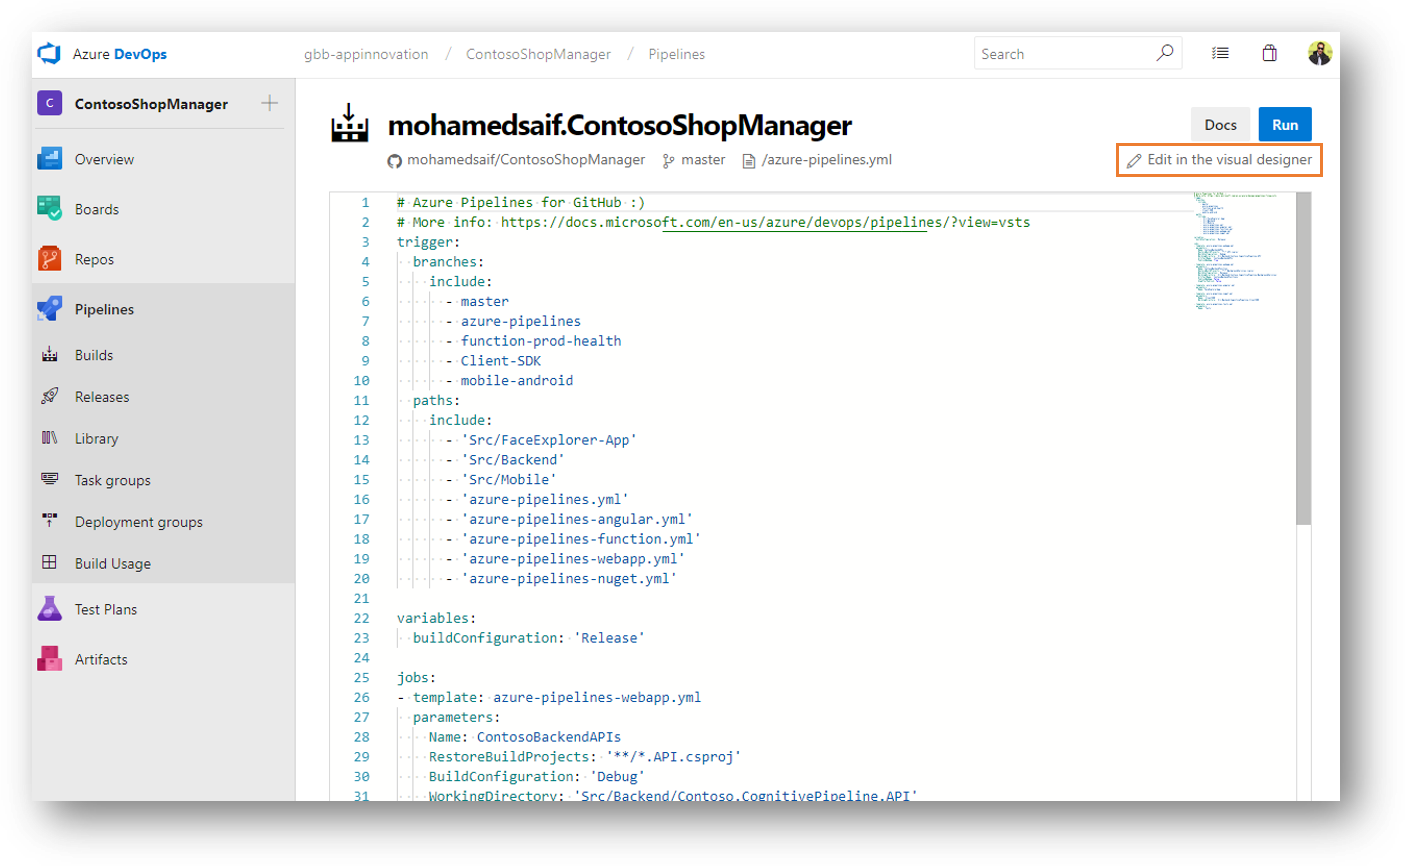 Azure DevOps
gbb-appinnovation / ContosoShopManager / Pipelines
Search
C ContosoShopManager
Overview
Boards
Repos
Pipelines
Builds
Releases
Library
Task groups
Deployment groups
Build Usage
Test Plans
Artifacts
mohamedsaif.ContosoShopManager
Docs
Run
mohamedsaif/ContosoShopManager master /azure-pipelines.yml
Edit in the visual designer
1 # Azure Pipelines for GitHub :)
2 # More info: https://docs.microsoft.com/en-us/azure/devops/pipelines/?view=vsts
3 trigger:
4   branches:
5     include:
6       - master
7       - azure-pipelines
8       - function-prod-health
9       - Client-SDK
10       - mobile-android
11   paths:
12     include:
13       - 'Src/FaceExplorer-App'
14       - 'Src/Backend'
15       - 'Src/Mobile'
16       - 'azure-pipelines.yml'
17       - 'azure-pipelines-angular.yml'
18       - 'azure-pipelines-function.yml'
19       - 'azure-pipelines-webapp.yml'
20       - 'azure-pipelines-nuget.yml'
21
22 variables:
23   buildConfiguration: 'Release'
24
25 jobs:
26 - template: azure-pipelines-webapp.yml
27   parameters:
28     Name: ContosoBackendAPIs
29     RestoreBuildProjects: '**/*.API.csproj'
30     BuildConfiguration: 'Debug'
31     WorkingDirectory: 'Src/Backend/Contoso.CognitivePipeline.API'